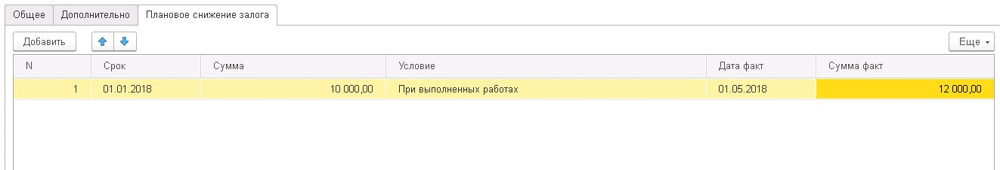 Общее Дополнительно Плановое снижение залога
Добавить Еще
N Срок Сумма Условие Дата факт Сумма факт
1 01.01.2018 10 000,00 При выполненных работах 01.05.2018 12 000,00